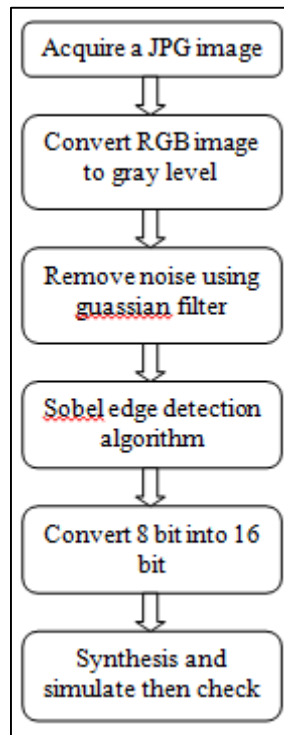 Acquire a JPG image
Convert RGB image
to gray level
Remove noise using
guassian filter
Sobel edge detection
algorithm
Convert 8 bit into 16
bit
Synthesis and
simulate then check